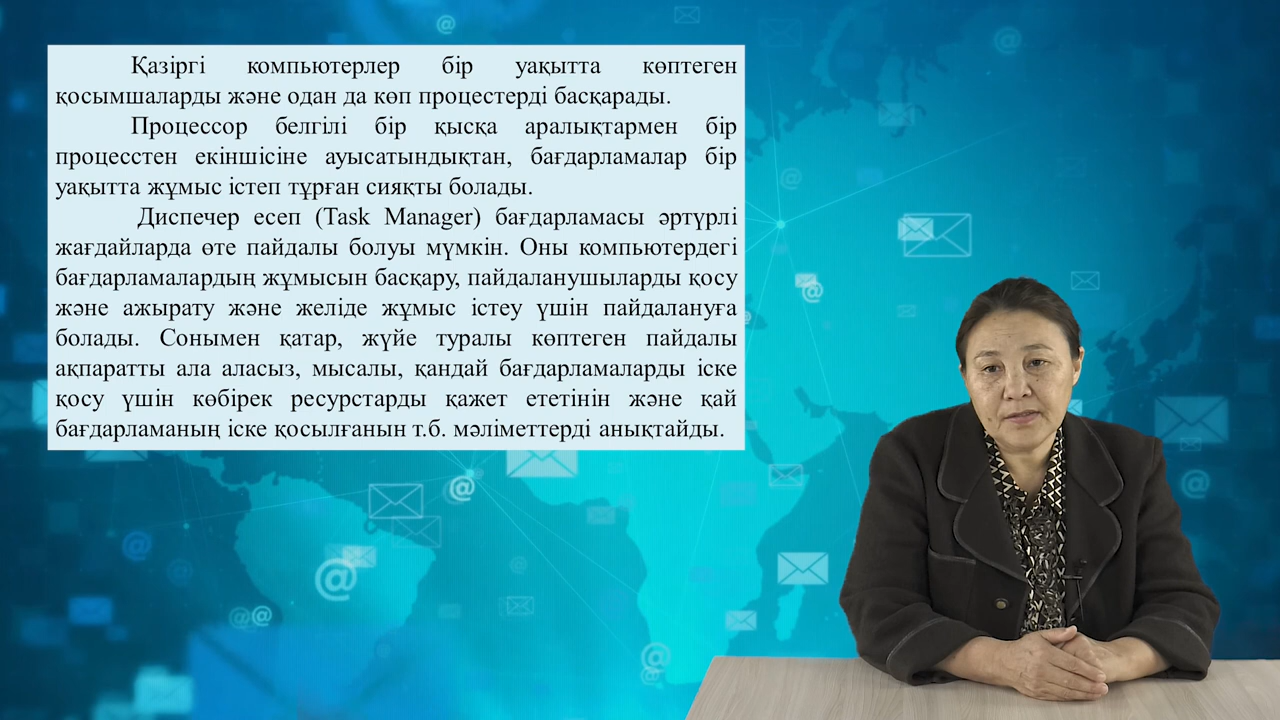 Қазіргі компьютерлер бір уақытта көптеген
қосымшаларды және одан да көп процестерді басқарады.
Процессор белгілі бір қысқа аралықтармен бір
процесстен екіншісіне ауысатындықтан, бағдарламалар бір
уақытта жұмыс істеп тұрған сияқты болады.
Диспечер есеп (Task Manager) бағдарламасы әртүрлі
жағдайларда өте пайдалы болуы мүмкін. Оны компьютердегі
бағдарламалардың жұмысын басқару, пайдаланушыларды қосу
және ажырату және желіде жұмыс істеу үшін пайдалануға
болады. Сонымен қатар, жүйе туралы көптеген пайдалы
ақпаратты ала аласыз, мысалы, қандай бағдарламаларды іске
қосу үшін көбірек ресурстарды қажет ететінін және қай
бағдарламаның іске қосылғанын т.б. мәліметтерді анықтайды.